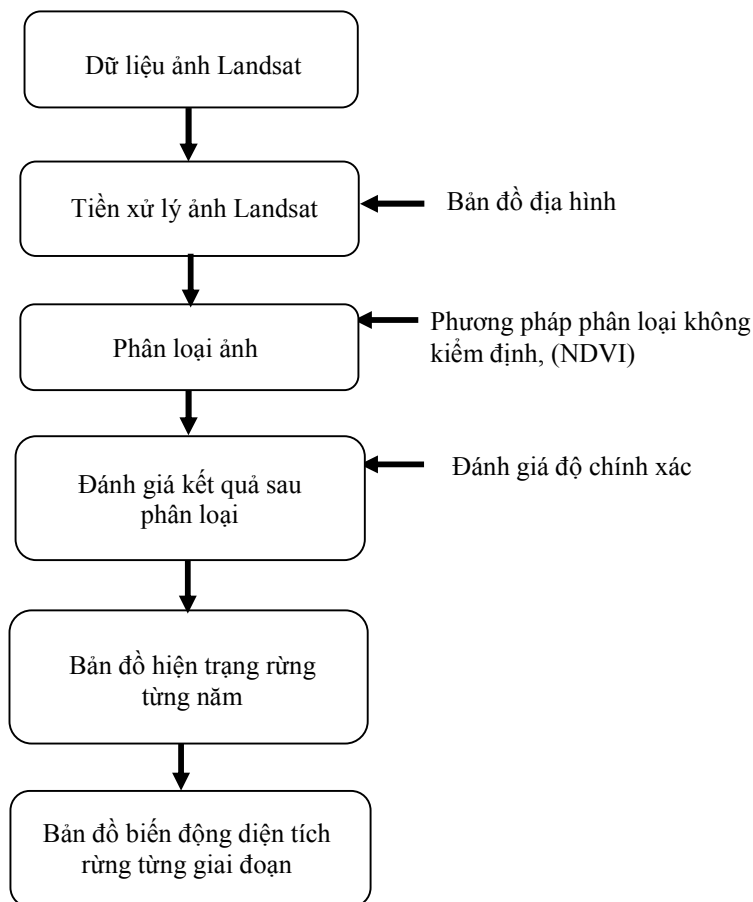 Dữ liệu ảnh Landsat
Tiền xử lý ảnh Landsat
Bản đồ địa hình
Phân loại ảnh
Phương pháp phân loại không
kiểm định, (NDVI)
Đánh giá kết quả sau
phân loại
Đánh giá độ chính xác
Bản đồ hiện trạng rừng
từng năm
Bản đồ biến động diện tích
rừng từng giai đoạn